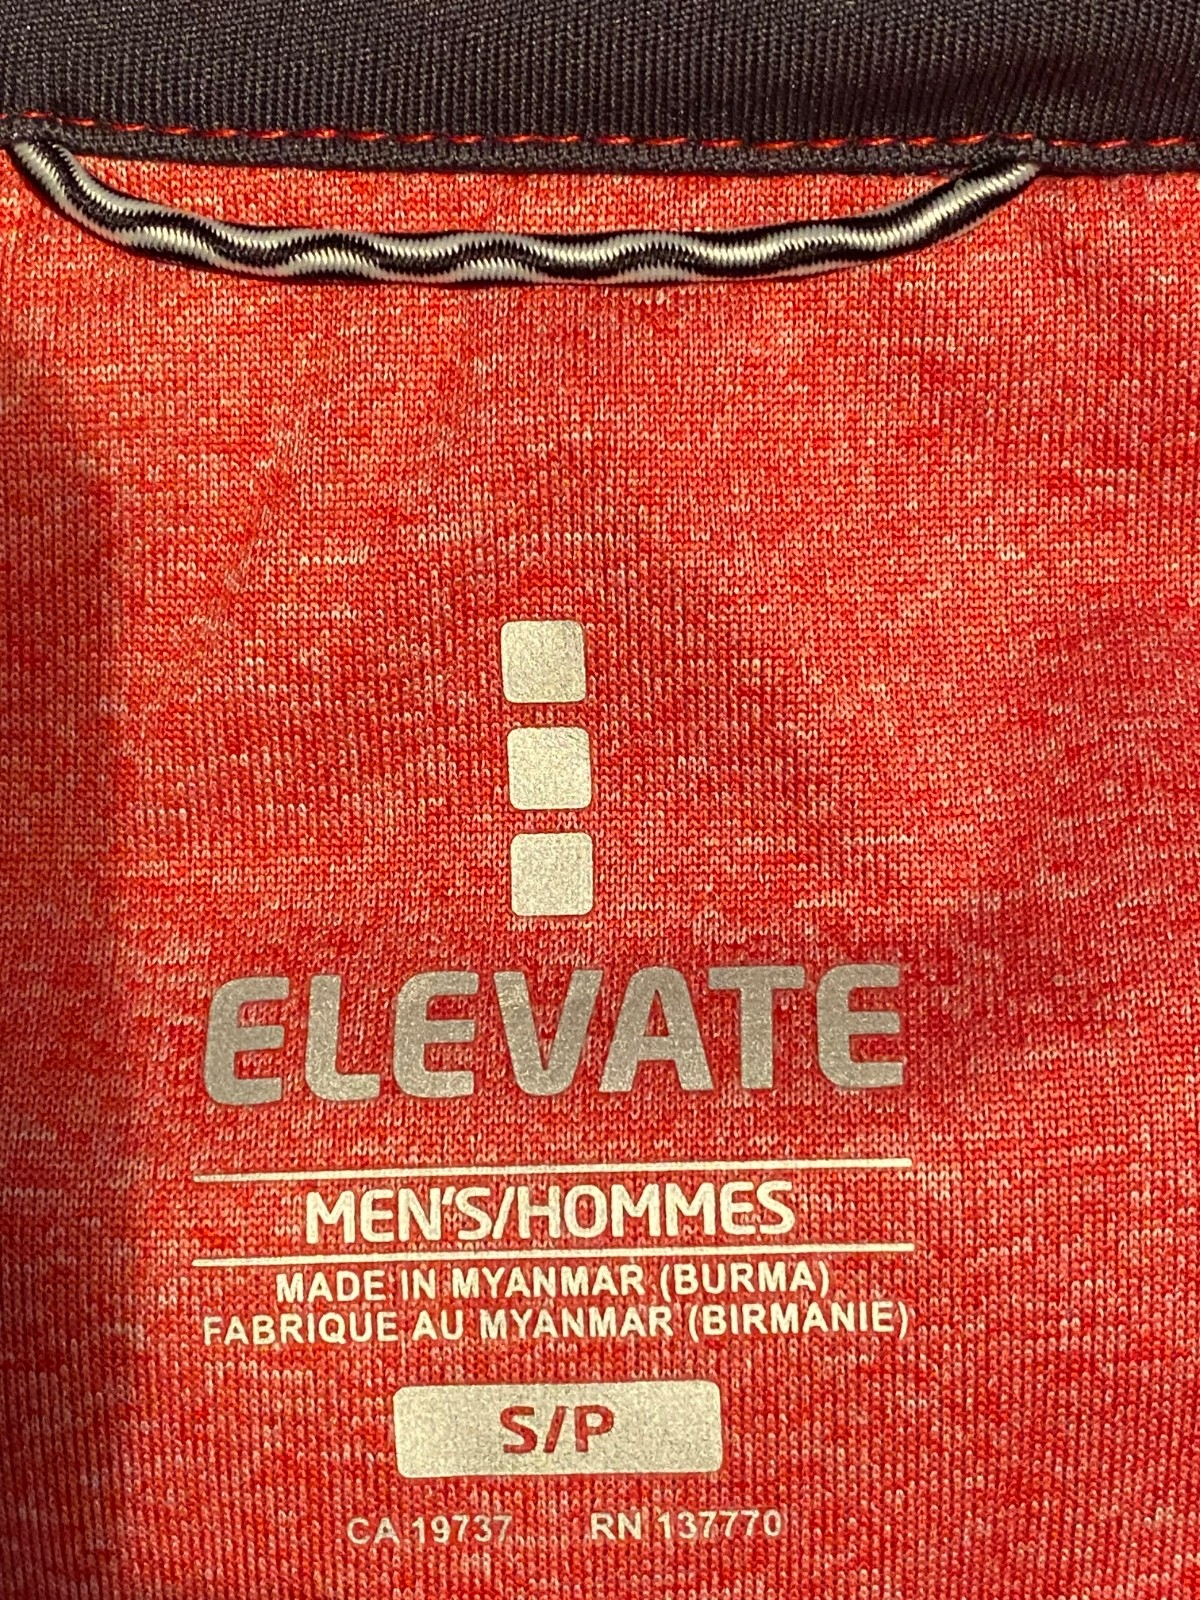 ELEVATE
MEN'S/HOMMES
MADE IN MYANMAR (BURMA)
FABRIQUE AU MYANMAR (BIRMANIE)
S/P
CA 19737 RN 137770